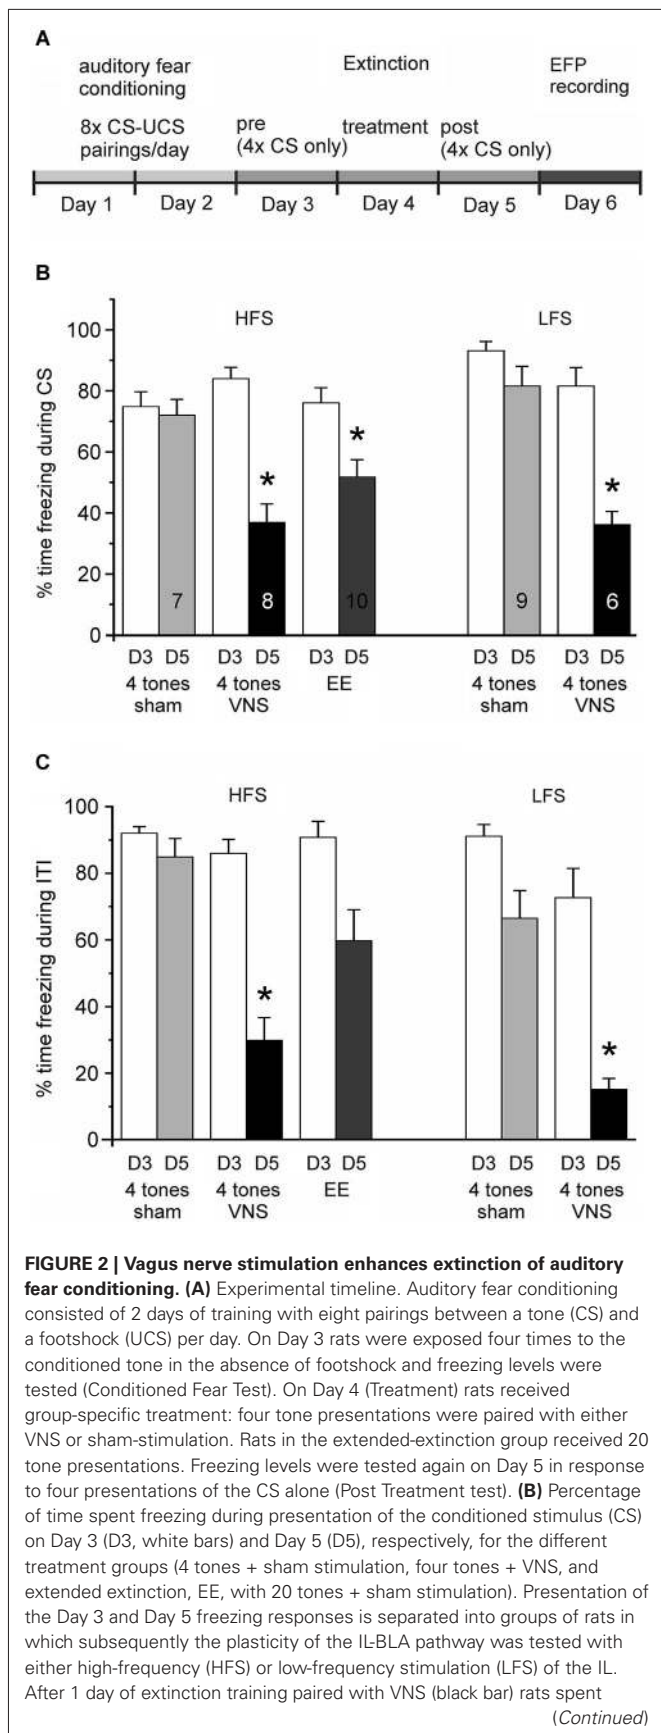 A
auditory fear conditioning
Extinction
EFP recording
8x CS-UCS pairings/day
pre (4x CS only)
treatment
post (4x CS only)
Day 1 Day 2 Day 3 Day 4 Day 5 Day 6
B
HFS LFS
% time freezing during CS
100
80
60
40
20
0
* * *
7 8 10 9 6
D3 D5 D3 D5 D3 D5 D3 D5 D3 D5
4 tones 4 tones EE 4 tones 4 tones
sham VNS sham VNS
C
HFS LFS
% time freezing during ITI
100
80
60
40
20
0
* *
D3 D5 D3 D5 D3 D5 D3 D5 D3 D5
4 tones 4 tones EE 4 tones 4 tones
sham VNS sham VNS
FIGURE 2 | Vagus nerve stimulation enhances extinction of auditory
fear conditioning. (A) Experimental timeline. Auditory fear conditioning
consisted of 2 days of training with eight pairings between a tone (CS) and
a footshock (UCS) per day. On Day 3 rats were exposed four times to the
conditioned tone in the absence of footshock and freezing levels were
tested (Conditioned Fear Test). On Day 4 (Treatment) rats received
group-specific treatment: four tone presentations were paired with either
VNS or sham-stimulation. Rats in the extended-extinction group received 20
tone presentations. Freezing levels were tested again on Day 5 in response
to four presentations of the CS alone (Post Treatment test). (B) Percentage
of time spent freezing during presentation of the conditioned stimulus (CS)
on Day 3 (D3, white bars) and Day 5 (D5), respectively, for the different
treatment groups (4 tones + sham stimulation, four tones + VNS, and
extended extinction, EE, with 20 tones + sham stimulation). Presentation of
the Day 3 and Day 5 freezing responses is separated into groups of rats in
which subsequently the plasticity of the IL-BLA pathway was tested with
either high-frequency (HFS) or low-frequency stimulation (LFS) of the IL.
After 1 day of extinction training paired with VNS (black bar) rats spent
(Continued)